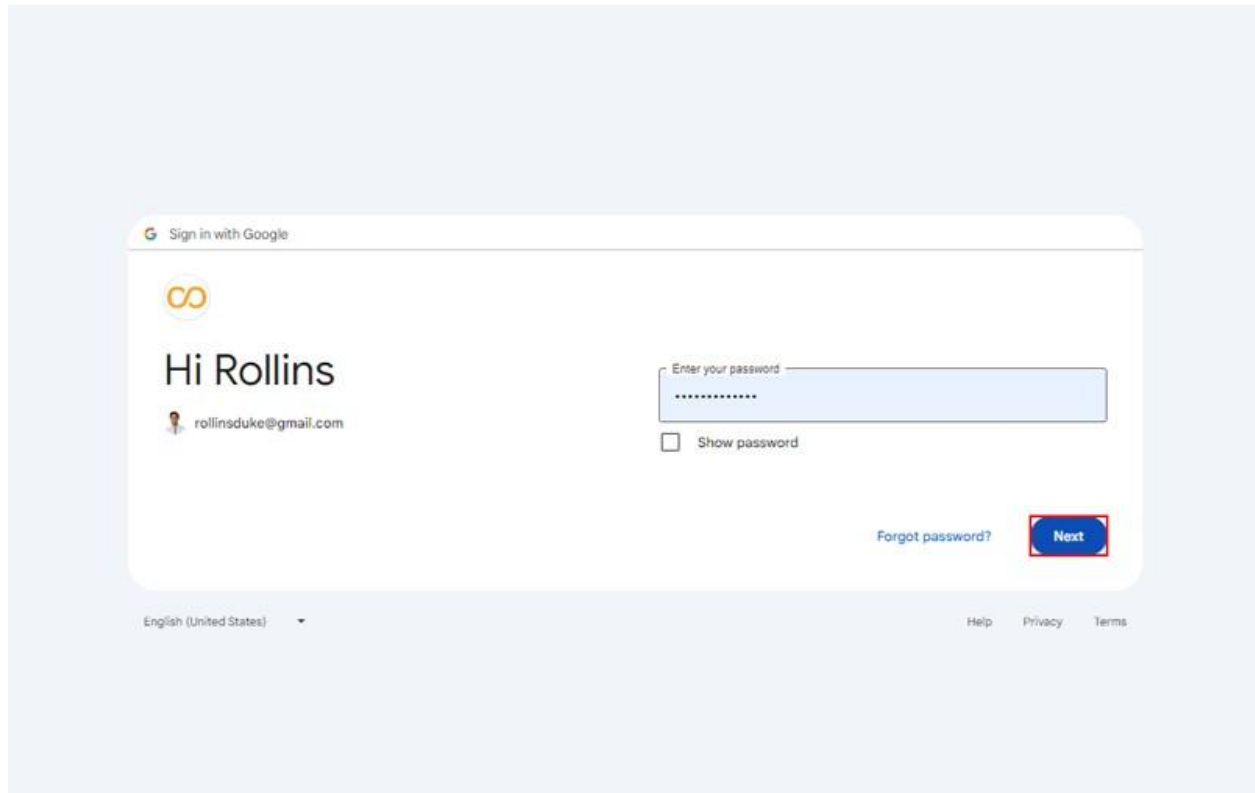 Sign in with Google
Hi Rollins
rollinsduke@gmail.com
Enter your password
•••••••••••••
Show password
Forgot password?
Next
English (United States)
Help Privacy Terms